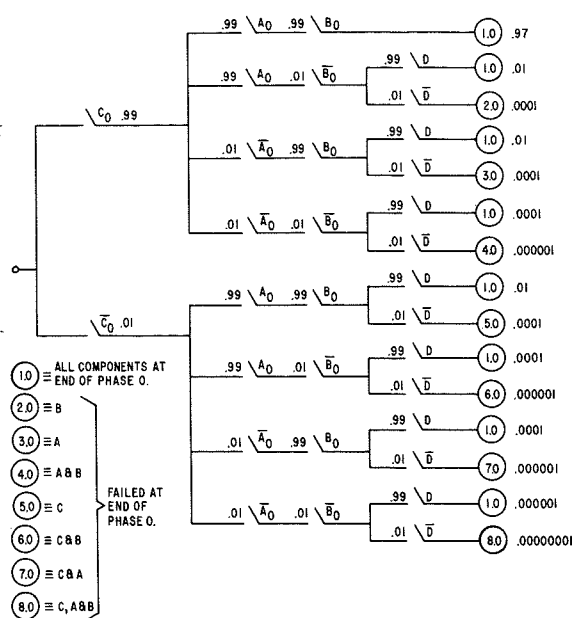 .99 A0 .99 B0 1.0 .97
.99 D 1.0 .01
.99 A0 .01 B̅0
.01 D̅ 2.0 .0001
C0 .99
.99 D 1.0 .01
.01 A̅0 .99 B0
.01 D̅ 3.0 .0001
.99 D 1.0 .0001
.01 A̅0 .01 B̅0
.01 D̅ 4.0 .000001
.99 D 1.0 .01
.99 A0 .99 B0
.01 D̅ 5.0 .0001
C̅0 .01
.99 D 1.0 .0001
.99 A0 .01 B̅0
.01 D̅ 6.0 .000001
.99 D 1.0 .0001
.01 A̅0 .99 B0
.01 D̅ 7.0 .000001
.99 D 1.0 .000001
.01 A̅0 .01 B̅0
.01 D̅ 8.0 .00000001
1.0 ≡ ALL COMPONENTS AT
END OF PHASE 0.
2.0 ≡ B
3.0 ≡ A
4.0 ≡ A & B
5.0 ≡ C
6.0 ≡ C & B
7.0 ≡ C & A
8.0 ≡ C, A & B
FAILED AT
END OF
PHASE 0.